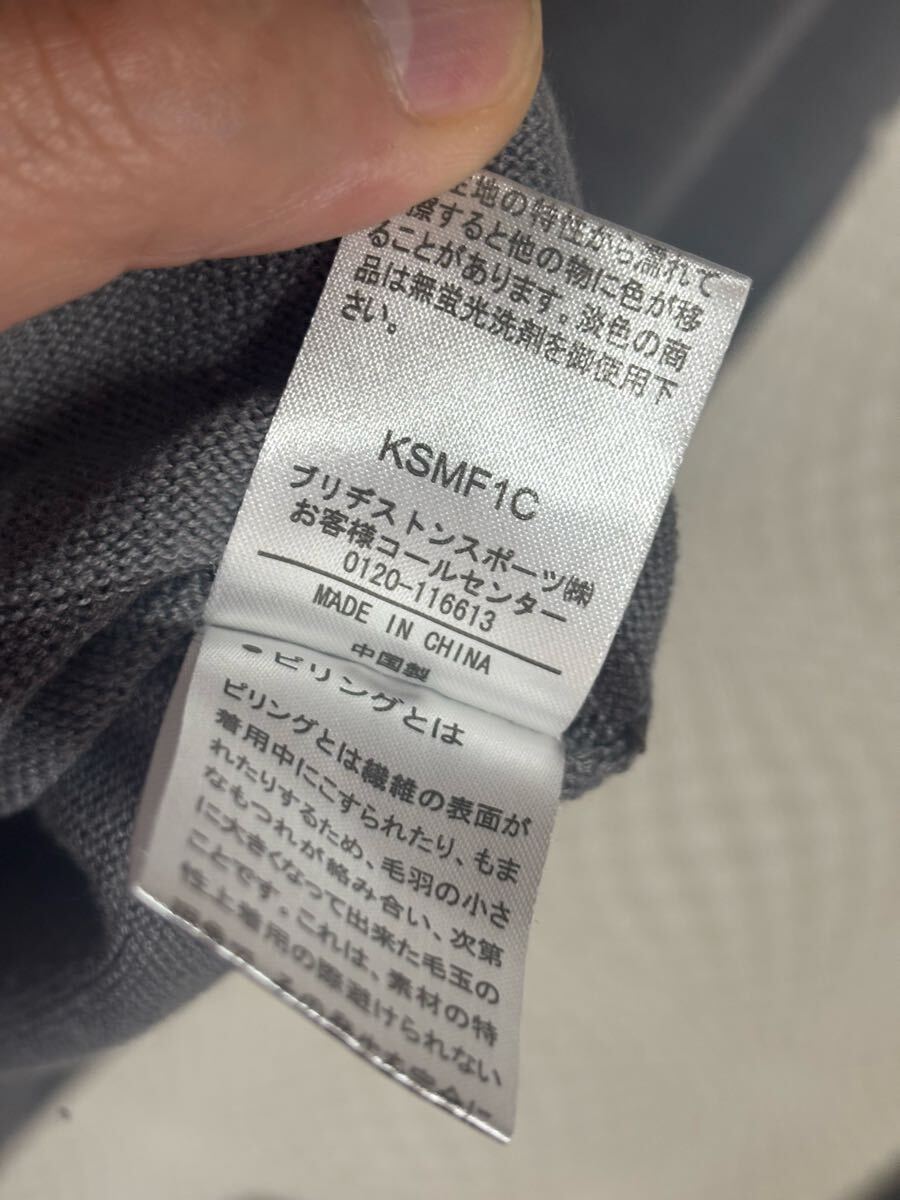 地の特性から濡れて
擦すると他の物に色が移
ることがあります。淡色の商
品は無蛍光洗剤を御使用下
さい。
KSMF1C
ブリヂストンスポーツ㈱
お客様コールセンター
0120-116613
MADE IN CHINA
中国製
・ピリングとは
ピリングとは繊維の表面が
着用中にこすられたり、もま
れたりするため、毛羽の小さ
なもつれが絡み合い、次第
に大きくなって出来た毛玉の
ことです。これは、素材の特
性上着用の際避けられない